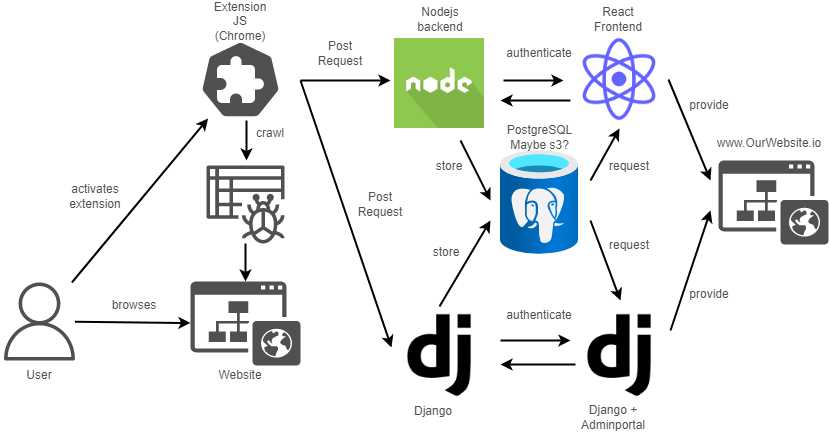 Extension
JS
(Chrome)
Nodejs
backend
React
Frontend
Post
Request
node
authenticate
provide
crawl
PostgreSQL
Maybe s3?
www.OurWebsite.io
store
request
activates
extension
Post
Request
store
request
browses
provide
authenticate
dj
dj
User
Website
Django
Django +
Adminportal